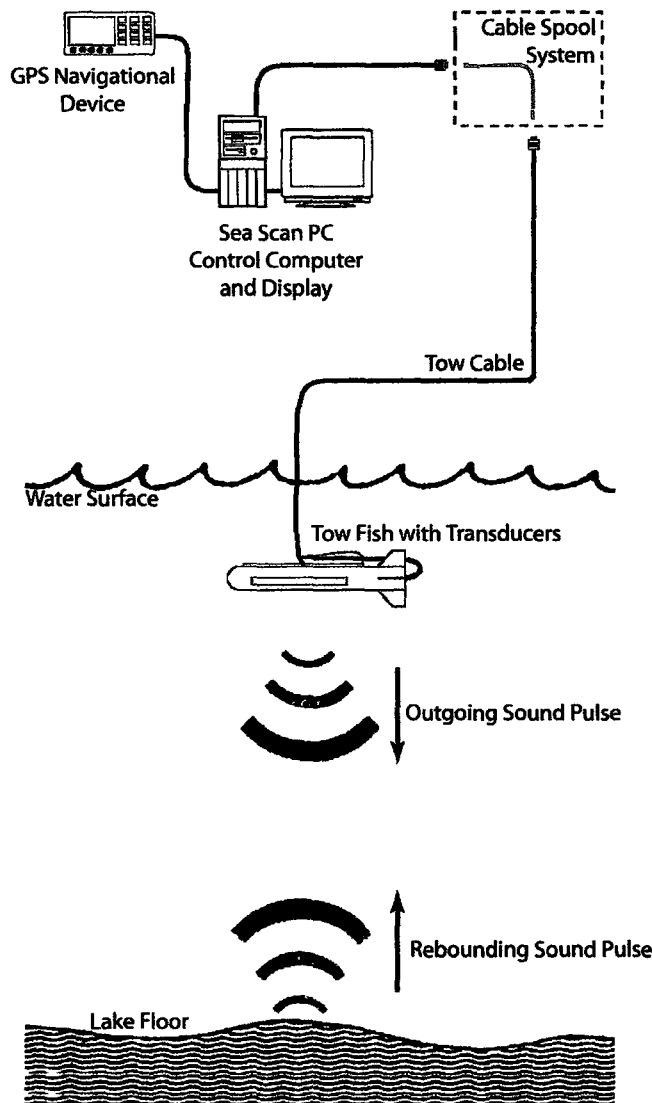 GPS Navigational
Device
Cable Spool
System
Sea Scan PC
Control Computer
and Display
Tow Cable
Water Surface
Tow Fish with Transducers
Outgoing Sound Pulse
Rebounding Sound Pulse
Lake Floor